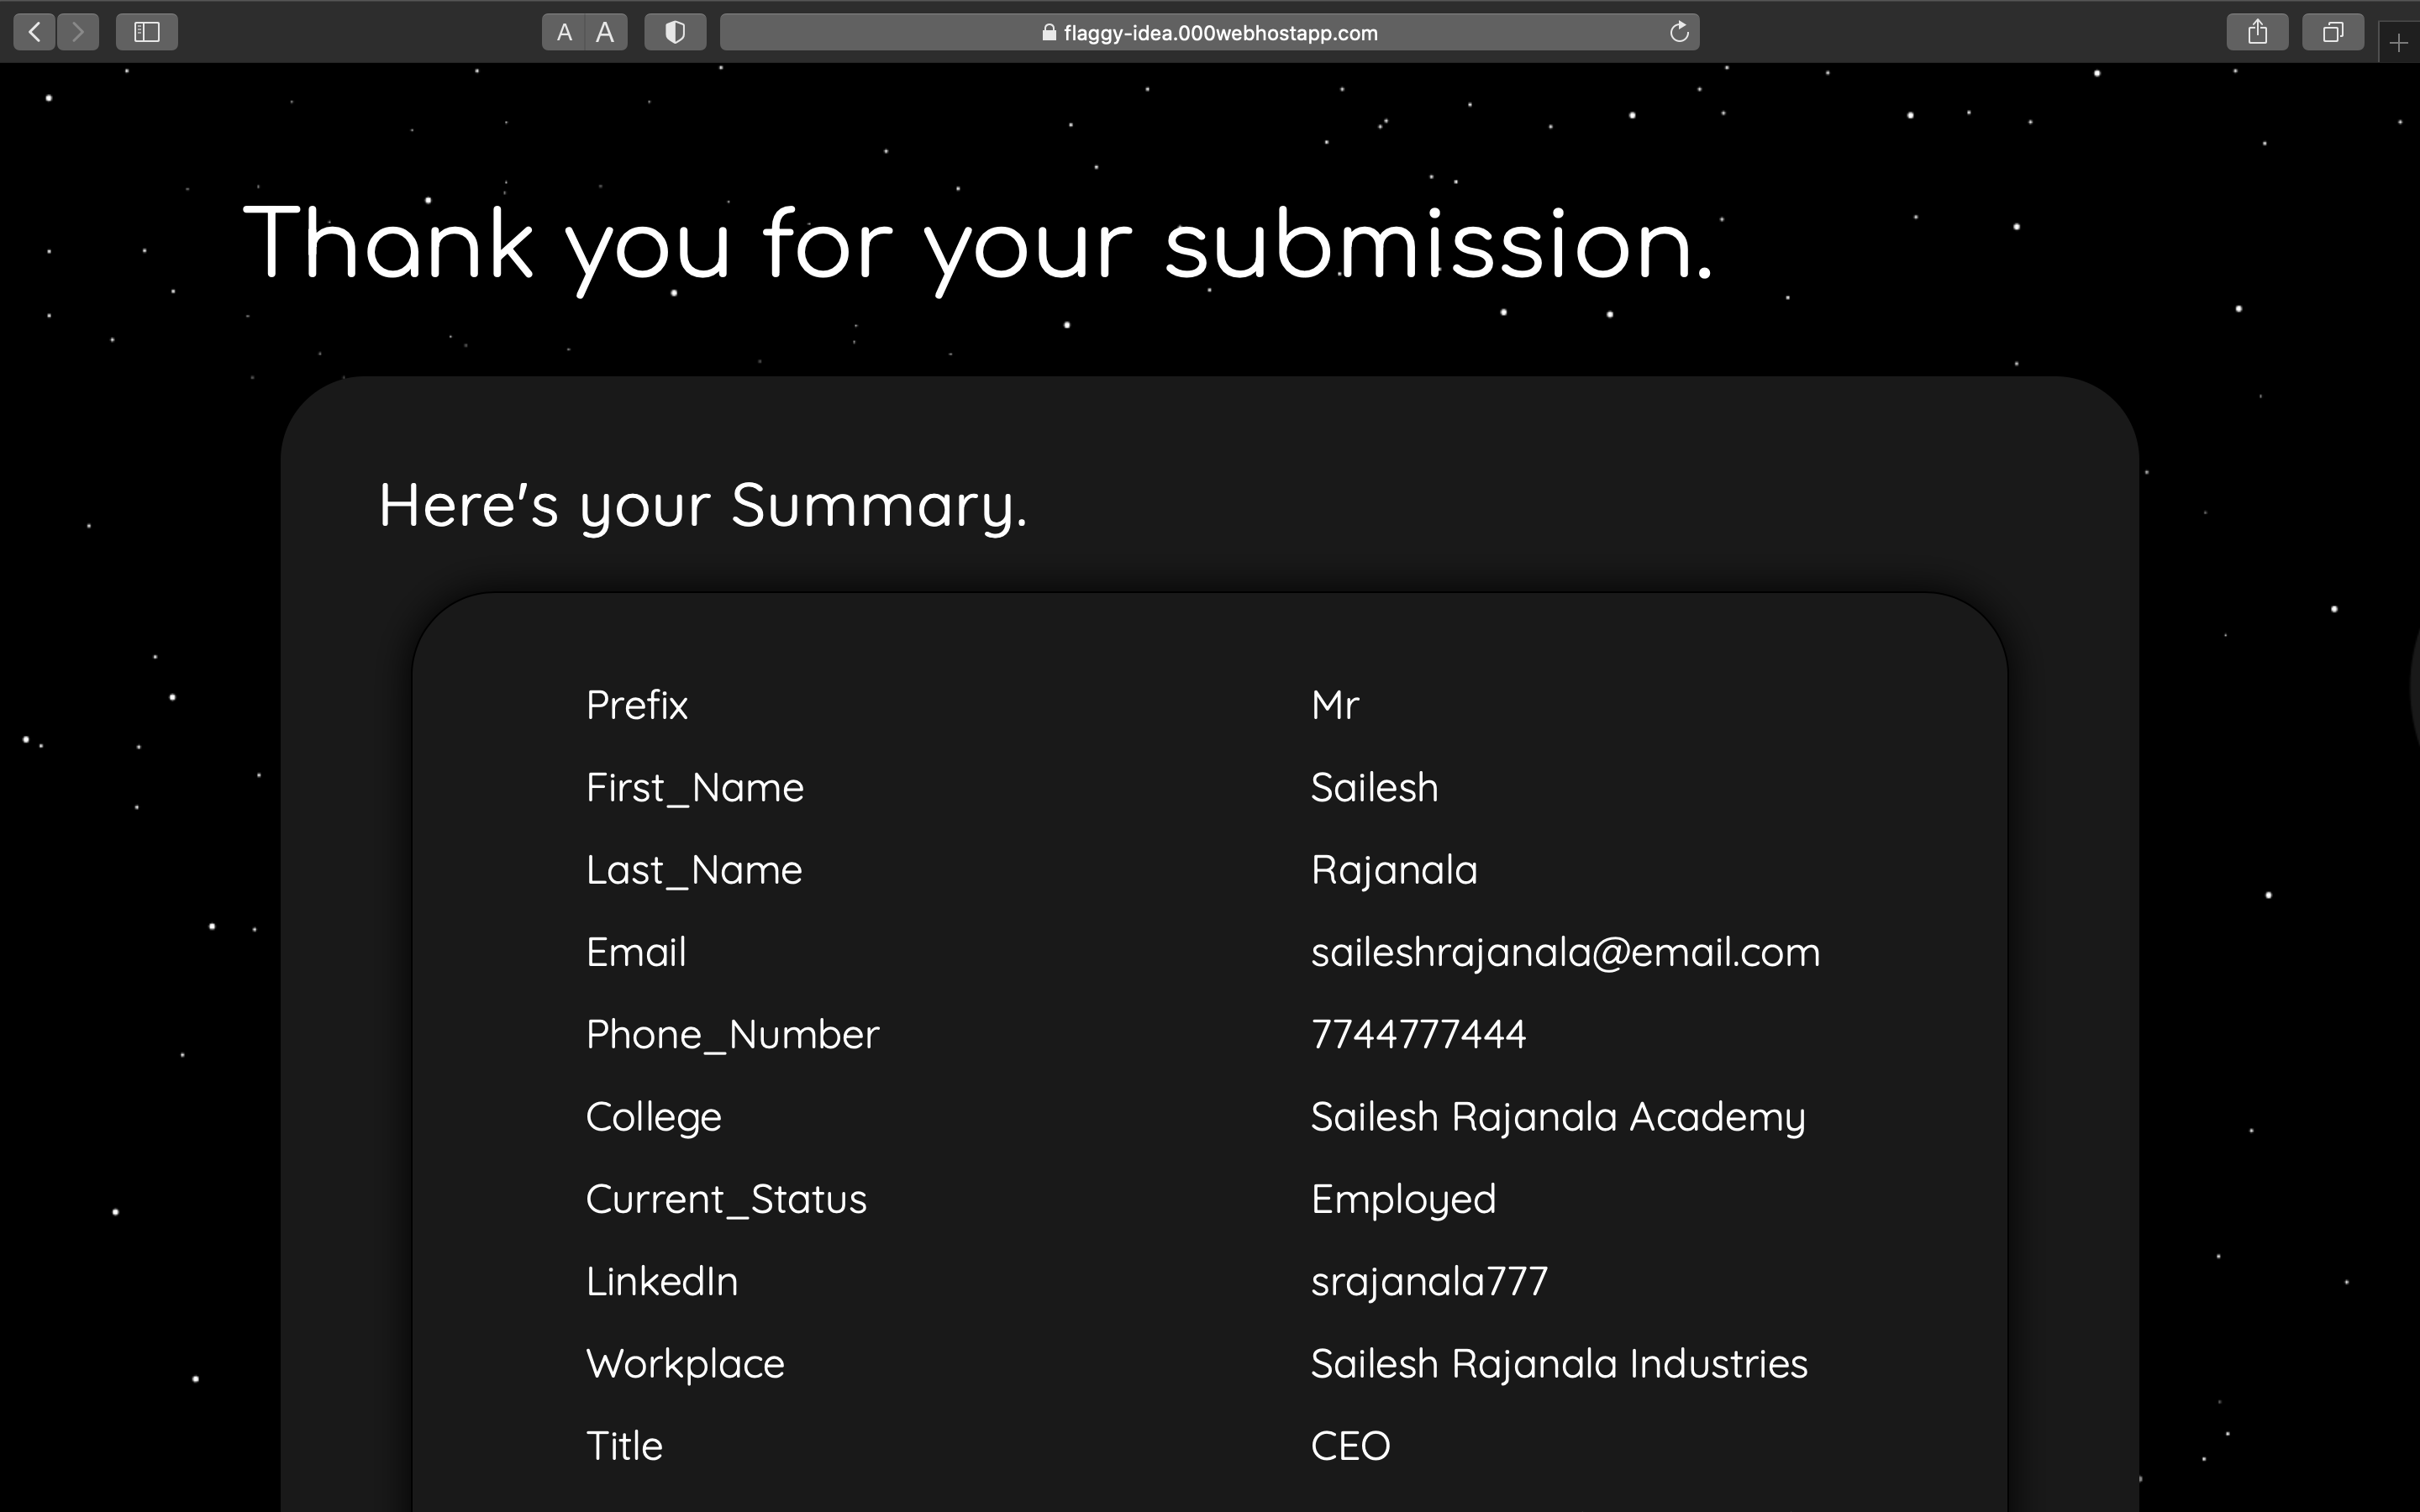 A A flaggy-idea.000webhostapp.com
Thank you for your submission.
Here's your Summary.
Prefix Mr
First_Name Sailesh
Last_Name Rajanala
Email saileshrajanala@email.com
Phone_Number 7744777444
College Sailesh Rajanala Academy
Current_Status Employed
LinkedIn srajanala777
Workplace Sailesh Rajanala Industries
Title CEO